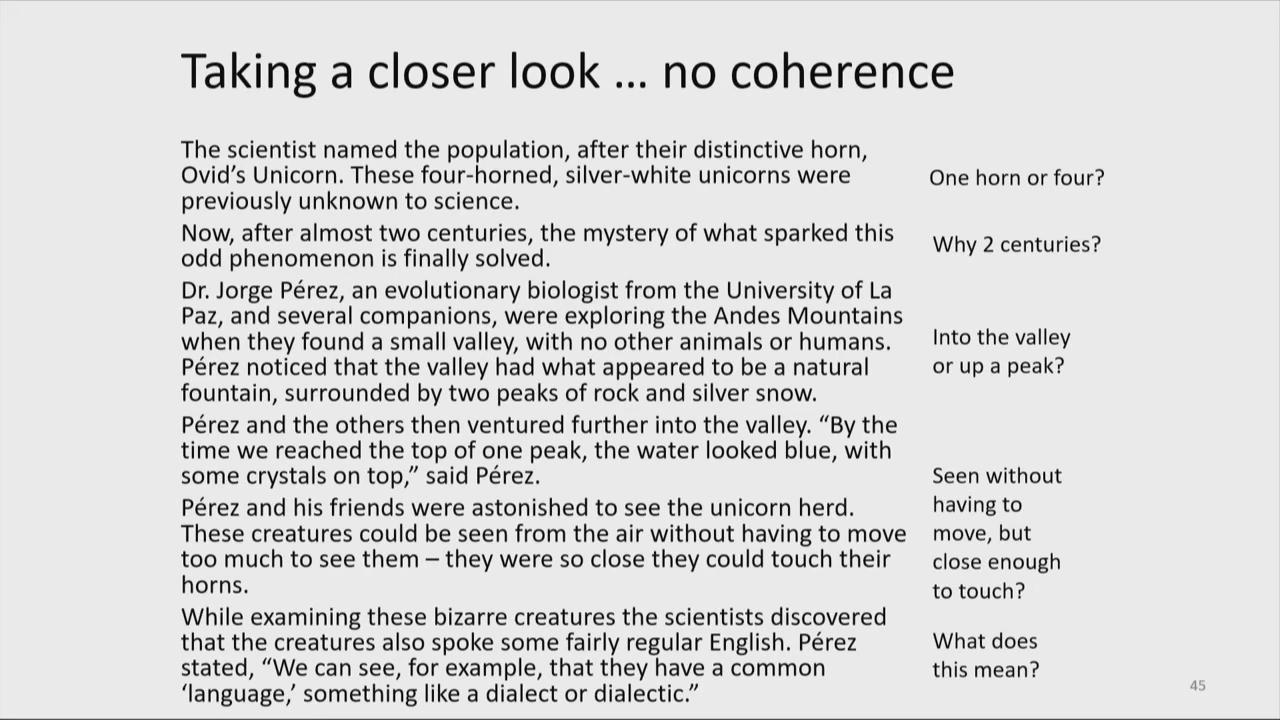 Taking a closer look ... no coherence
The scientist named the population, after their distinctive horn,
Ovid’s Unicorn. These four-horned, silver-white unicorns were
previously unknown to science.
One horn or four?
Now, after almost two centuries, the mystery of what sparked this
odd phenomenon is finally solved.
Why 2 centuries?
Dr. Jorge Pérez, an evolutionary biologist from the University of La
Paz, and several companions, were exploring the Andes Mountains
when they found a small valley, with no other animals or humans.
Pérez noticed that the valley had what appeared to be a natural
fountain, surrounded by two peaks of rock and silver snow.
Into the valley
or up a peak?
Pérez and the others then ventured further into the valley. “By the
time we reached the top of one peak, the water looked blue, with
some crystals on top,” said Pérez.
Pérez and his friends were astonished to see the unicorn herd.
These creatures could be seen from the air without having to move
too much to see them – they were so close they could touch their
horns.
Seen without
having to
move, but
close enough
to touch?
While examining these bizarre creatures the scientists discovered
that the creatures also spoke some fairly regular English. Pérez
stated, “We can see, for example, that they have a common
‘language,’ something like a dialect or dialectic.”
What does
this mean?
45